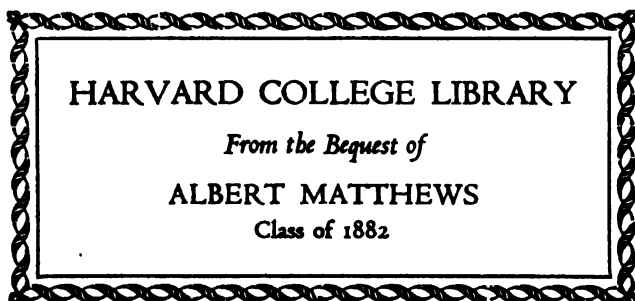 HARVARD COLLEGE LIBRARY
From the Bequest of
ALBERT MATTHEWS
Class of 1882